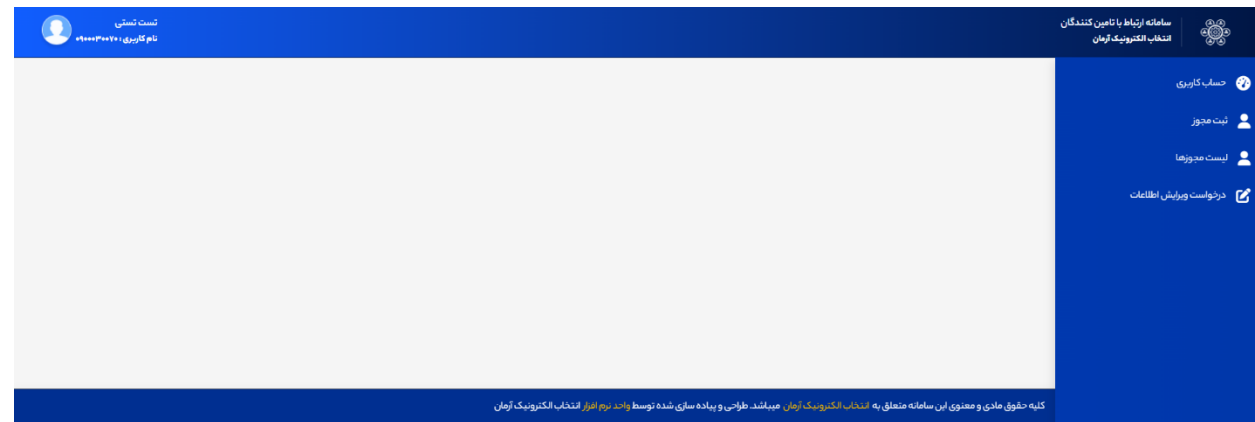 سامانه ارتباط با تامین کنندگان
انتخاب الکترونیک آرمان
تست تستی
نام کاربری : ۰۹۰۰۰۳۰۰۷۰
حساب کاربری
ثبت مجوز
لیست مجوزها
درخواست ویرایش اطلاعات
کلیه حقوق مادی و معنوی این سامانه متعلق به انتخاب الکترونیک آرمان میباشد. طراحی و پیاده سازی شده توسط واحد نرم افزار انتخاب الکترونیک آرمان